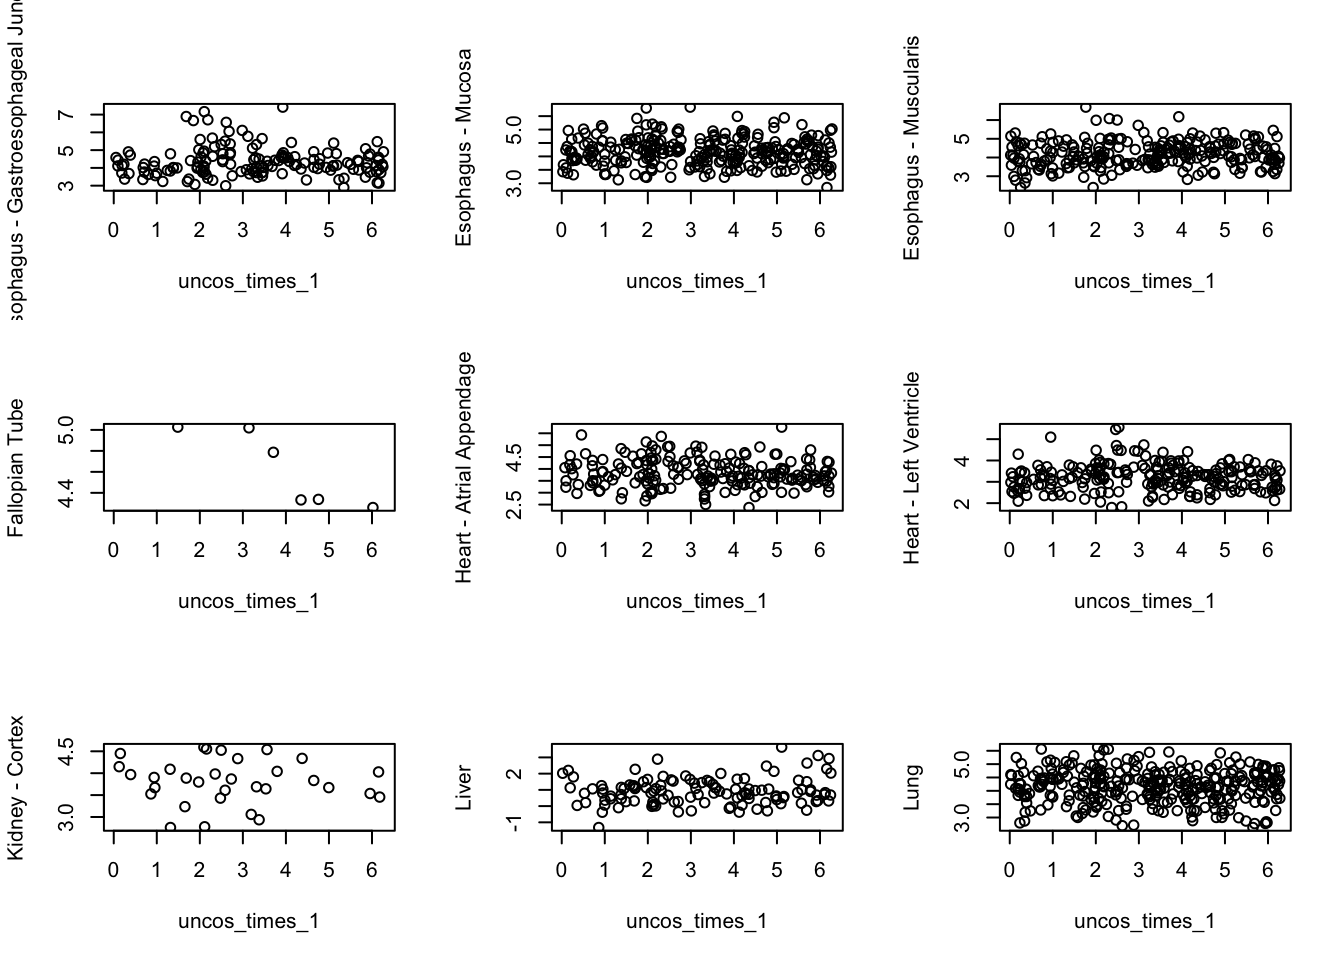 sophagus - Gastroesophageal Junc
7
5
3
0 1 2 3 4 5 6
uncos_times_1
Esophagus - Mucosa
5.0
3.0
0 1 2 3 4 5 6
uncos_times_1
Esophagus - Muscularis
5
3
0 1 2 3 4 5 6
uncos_times_1
Fallopian Tube
5.0
4.4
0 1 2 3 4 5 6
uncos_times_1
Heart - Atrial Appendage
4.5
2.5
0 1 2 3 4 5 6
uncos_times_1
Heart - Left Ventricle
4
2
0 1 2 3 4 5 6
uncos_times_1
Kidney - Cortex
4.5
3.0
0 1 2 3 4 5 6
uncos_times_1
Liver
2
-1
0 1 2 3 4 5 6
uncos_times_1
Lung
5.0
3.0
0 1 2 3 4 5 6
uncos_times_1